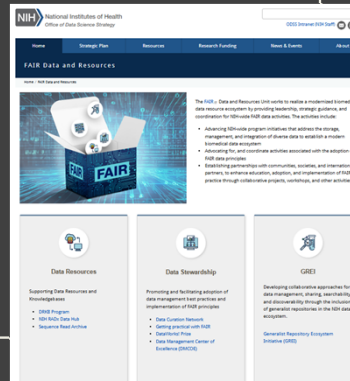 NIH National Institutes of Health
Office of Data Science Strategy
ODSS Intranet (NIH Staff)
Home Strategic Plan Resources Research Funding News & Events About
FAIR Data and Resources
Home / FAIR Data and Resources
The FAIR Data and Resources Unit works to realize a modernized biomed
data resource ecosystem by providing leadership, strategic guidance, and
coordination for NIH-wide FAIR data activities. The activities include:
Advancing NIH-wide program initiatives that address the storage,
management, and integration of diverse data to establish a modern
biomedical data ecosystem
Advocating for, and coordinate activities associated with the adoption
FAIR data principles
Establishing partnerships with communities, societies, and internation
partners, to enhance education, adoption, and implementation of FAIR
practice through collaborative projects, workshops, and other activities
FAIR FAIR
Data Resources
Supporting Data Resources and
Knowledgebases
DRKB Program
NIH RADx Data Hub
Sequence Read Archive
Data Stewardship
Promoting and facilitating adoption of
data management best practices and
implementation of FAIR principles
Data Curation Network
Getting practical with FAIR
DataWorks! Prize
Data Management Center of
Excellence (DMCOE)
GREI
Developing collaborative approaches for
data management, sharing, searchability
and discoverability through the inclusion
of generalist repositories in the NIH data
ecosystem.
Generalist Repository Ecosystem
Initiative (GREI)